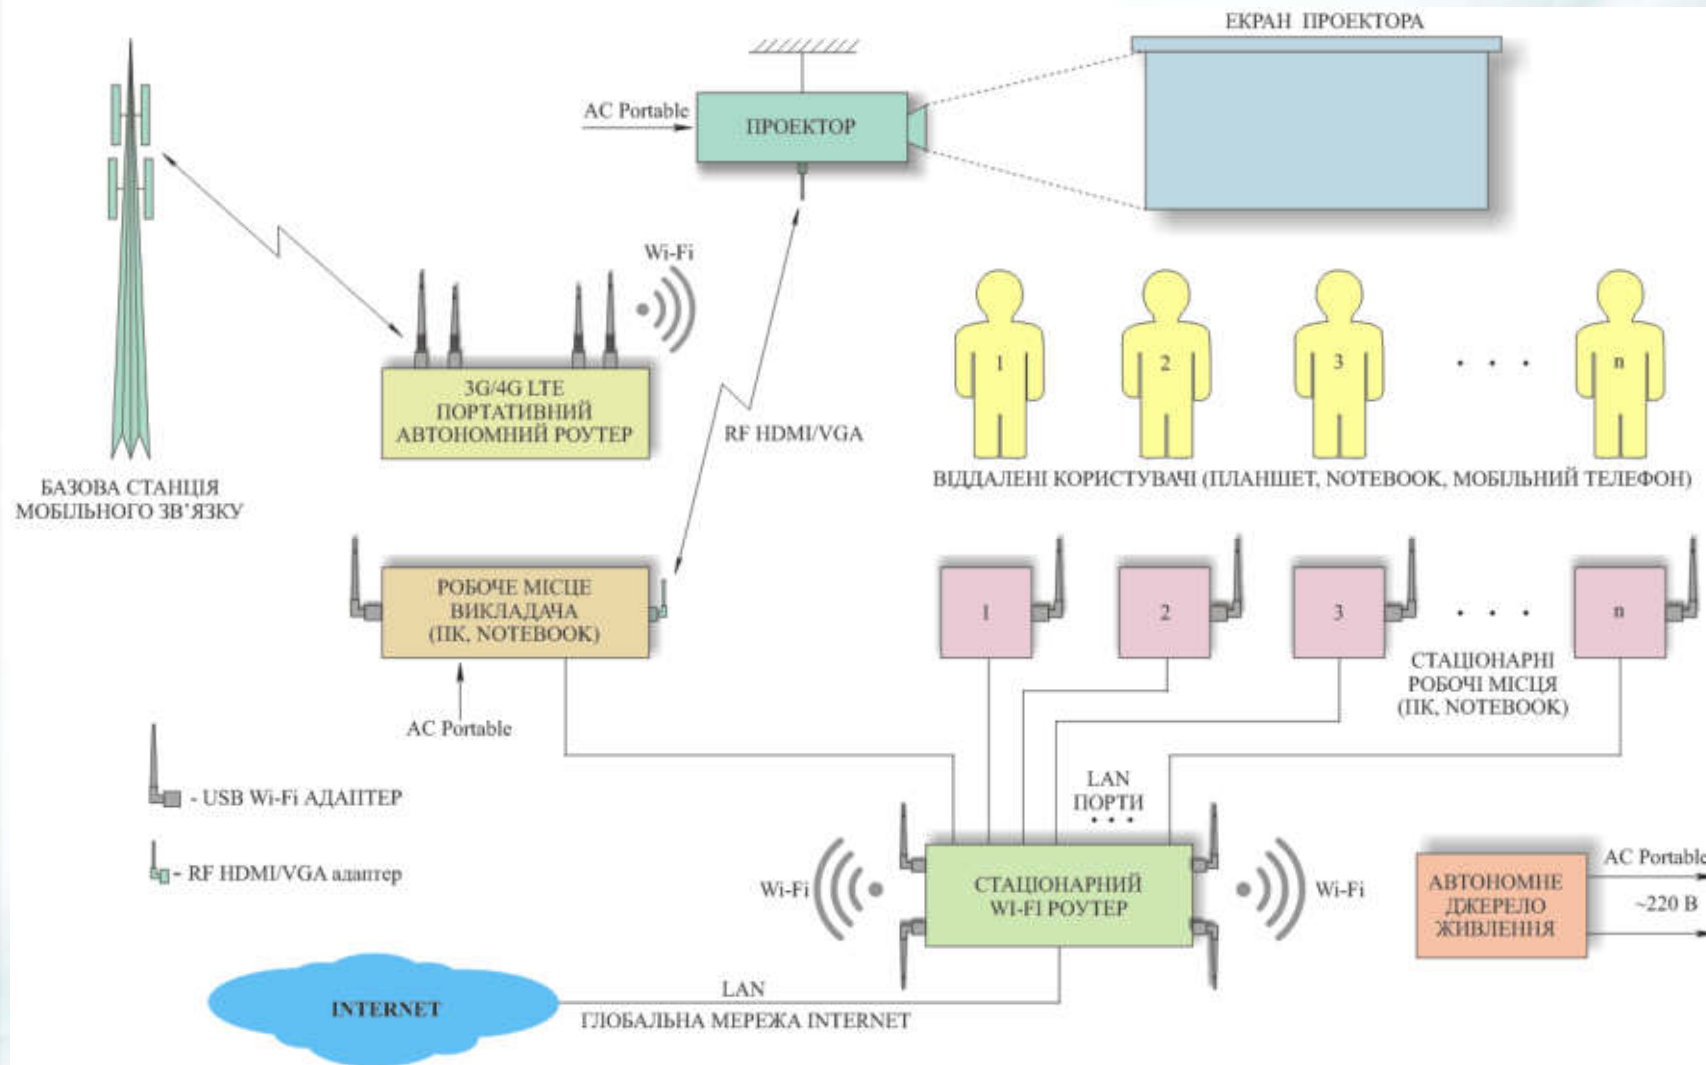 ЕКРАН ПРОЕКТОРА
AC Portable
ПРОЕКТОР
Wi-Fi
3G/4G LTE
ПОРТАТИВНИЙ
АВТОНОМНИЙ РОУТЕР
RF HDMI/VGA
1
2
3
. . .
n
ВІДДАЛЕНІ КОРИСТУВАЧІ (ПЛАНШЕТ, NOTEBOOK, МОБІЛЬНИЙ ТЕЛЕФОН)
БАЗОВА СТАНЦІЯ
МОБІЛЬНОГО ЗВ’ЯЗКУ
РОБОЧЕ МІСЦЕ
ВИКЛАДАЧА
(ПК, NOTEBOOK)
AC Portable
1
2
3
. . .
n
СТАЦІОНАРНІ
РОБОЧІ МІСЦЯ
(ПК, NOTEBOOK)
- USB Wi-Fi АДАПТЕР
- RF HDMI/VGA адаптер
LAN
ПОРТИ
. . .
Wi-Fi
СТАЦІОНАРНИЙ
WI-FI РОУТЕР
Wi-Fi
АВТОНОМНЕ
ДЖЕРЕЛО
ЖИВЛЕННЯ
AC Portable
~220 В
INTERNET
LAN
ГЛОБАЛЬНА МЕРЕЖА INTERNET